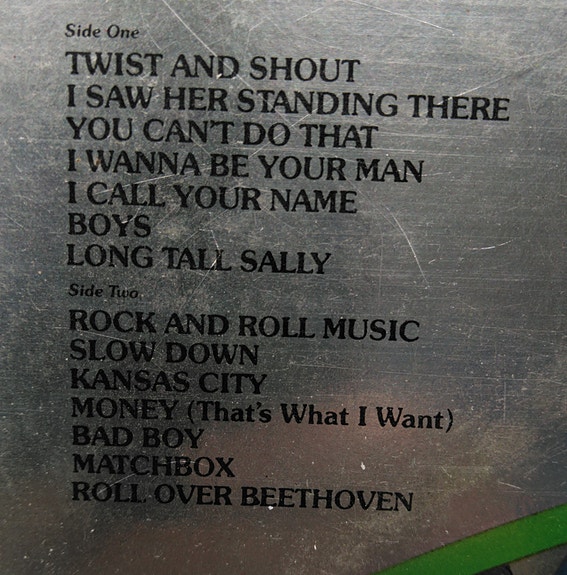 Side One
TWIST AND SHOUT
I SAW HER STANDING THERE
YOU CAN'T DO THAT
I WANNA BE YOUR MAN
I CALL YOUR NAME
BOYS
LONG TALL SALLY
Side Two
ROCK AND ROLL MUSIC
SLOW DOWN
KANSAS CITY
MONEY (That's What I Want)
BAD BOY
MATCHBOX
ROLL OVER BEETHOVEN